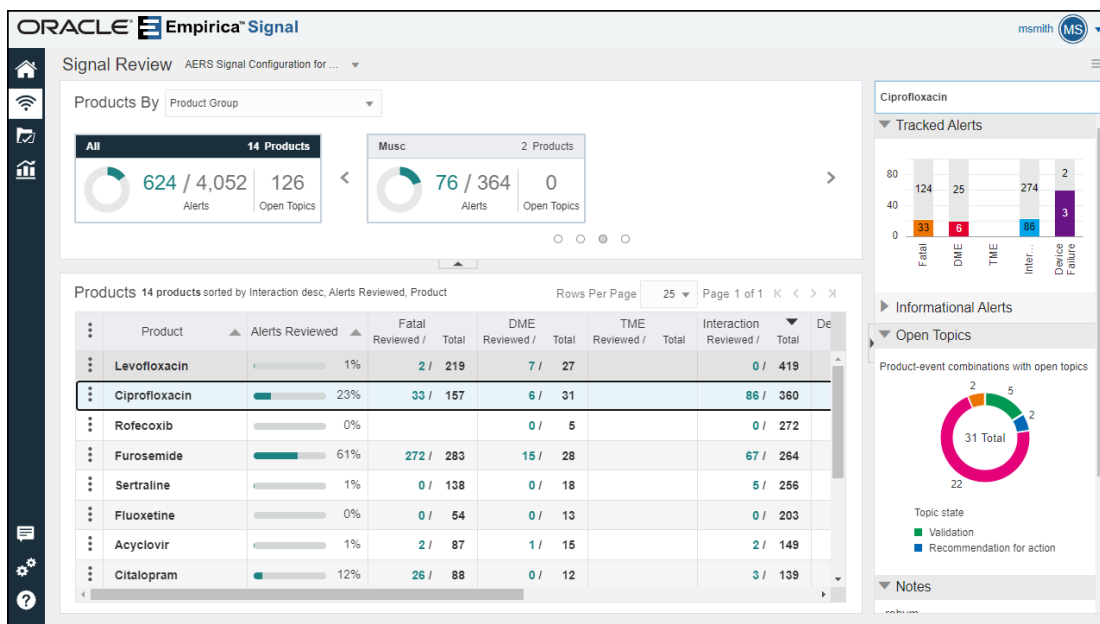 ORACLE Empirica™ Signal
msmith MS
Signal Review AERS Signal Configuration for ...
Products By Product Group
All 14 Products
624 / 4,052 126
Alerts Open Topics
Musc 2 Products
76 / 364 0
Alerts Open Topics
Products 14 products sorted by Interaction desc, Alerts Reviewed, Product
Rows Per Page 25 Page 1 of 1
Product Alerts Reviewed Fatal DME TME Interaction De
Reviewed / Total Reviewed / Total Reviewed / Total Reviewed / Total
Levofloxacin 1% 2 / 219 7 / 27 0 / 419
Ciprofloxacin 23% 33 / 157 6 / 31 86 / 360
Rofecoxib 0% 0 / 5 0 / 272
Furosemide 61% 272 / 283 15 / 28 67 / 264
Sertraline 1% 0 / 138 0 / 18 5 / 256
Fluoxetine 0% 0 / 54 0 / 13 0 / 203
Acyclovir 1% 2 / 87 1 / 15 2 / 149
Citalopram 12% 26 / 88 0 / 12 3 / 139
?
Ciprofloxacin
Tracked Alerts
80
40
0
124 25 274 2
33 6 86 3
Fatal
DME
TME
Inter...
Device
Failure
Informational Alerts
Open Topics
Product-event combinations with open topics
2 5
2
31 Total
22
Topic state
Validation
Recommendation for action
Notes